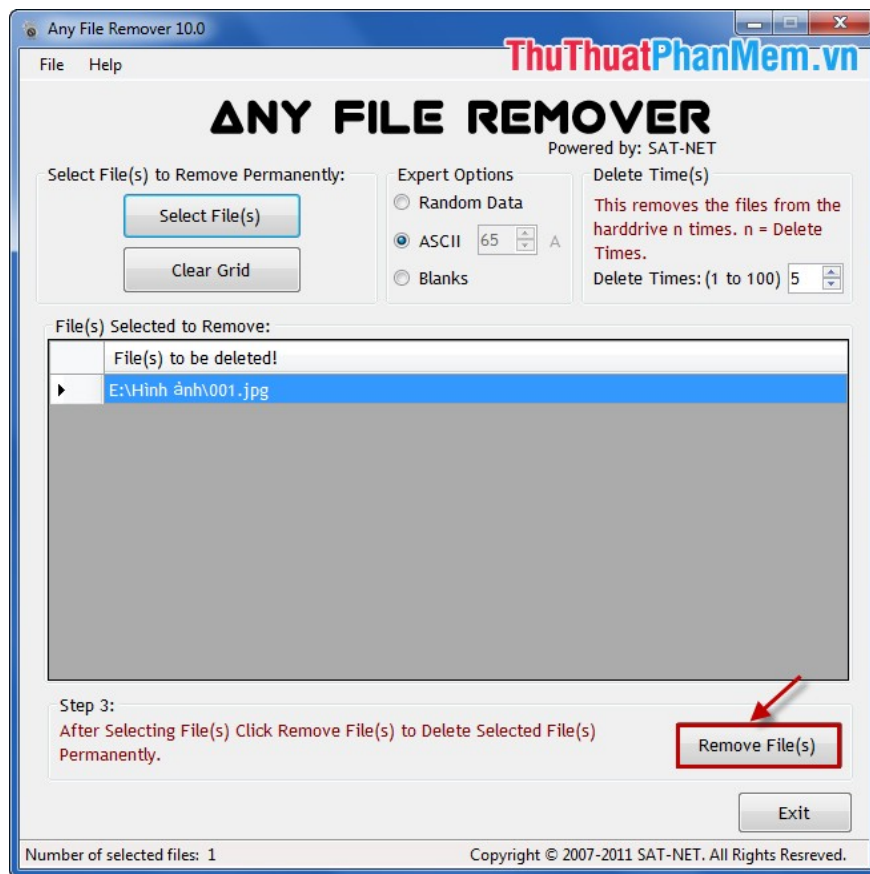 Any File Remover 10.0
ThuThuatPhanMem.vn
File Help
ANY FILE REMOVER
Powered by: SAT-NET
Select File(s) to Remove Permanently:
Select File(s)
Clear Grid
Expert Options
Random Data
ASCII 65 A
Blanks
Delete Time(s)
This removes the files from the
harddrive n times. n = Delete
Times.
Delete Times: (1 to 100) 5
File(s) Selected to Remove:
File(s) to be deleted!
E:\Hình ảnh\001.jpg
Step 3:
After Selecting File(s) Click Remove File(s) to Delete Selected File(s)
Permanently.
Remove File(s)
Exit
Number of selected files: 1
Copyright © 2007-2011 SAT-NET. All Rights Resreved.